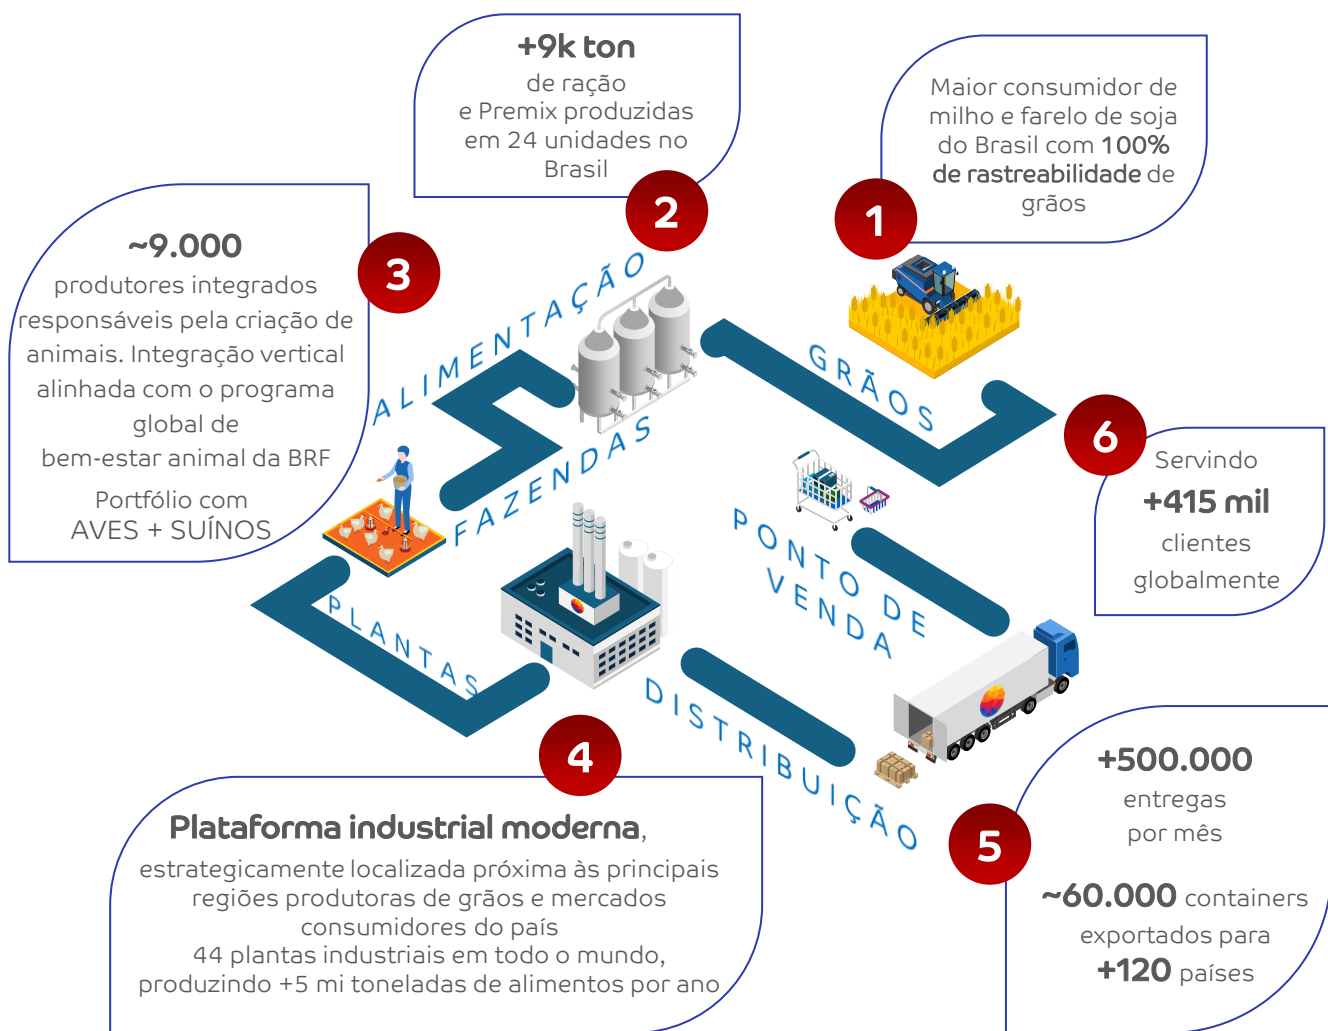 Maior consumidor de
milho e farelo de soja
do Brasil com 100%
de rastreabilidade de
grãos
1
GRÃOS
+9k ton
de ração
e Premix produzidas
em 24 unidades no
Brasil
2
ALIMENTAÇÃO
~9.000
produtores integrados
responsáveis pela criação de
animais. Integração vertical
alinhada com o programa
global de
bem-estar animal da BRF
Portfólio com
AVES + SUÍNOS
3
FAZENDAS
PLANTAS
4
Plataforma industrial moderna,
estrategicamente localizada próxima às principais
regiões produtoras de grãos e mercados
consumidores do país
44 plantas industriais em todo o mundo,
produzindo +5 mi toneladas de alimentos por ano
DISTRIBUIÇÃO
5
+500.000
entregas
por mês
~60.000 containers
exportados para
+120 países
PONTO DE
VENDA
6
Servindo
+415 mil
clientes
globalmente